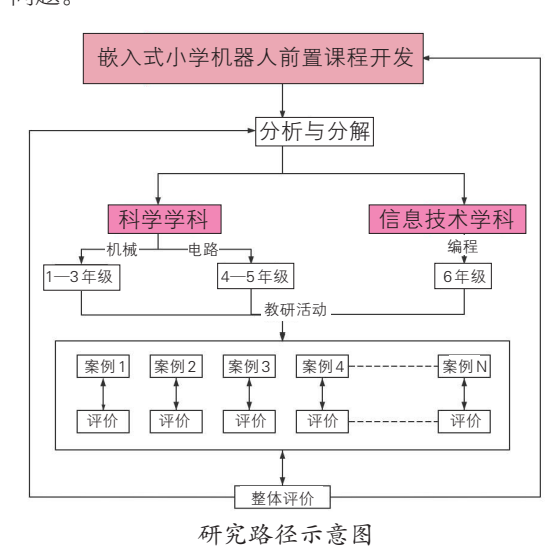 问题。
嵌入式小学机器人前置课程开发
分析与分解
科学学科
信息技术学科
机械
电路
编程
1—3年级
4—5年级
6年级
教研活动
案例1
案例2
案例3
案例4
案例N
评价
评价
评价
评价
评价
整体评价
研究路径示意图